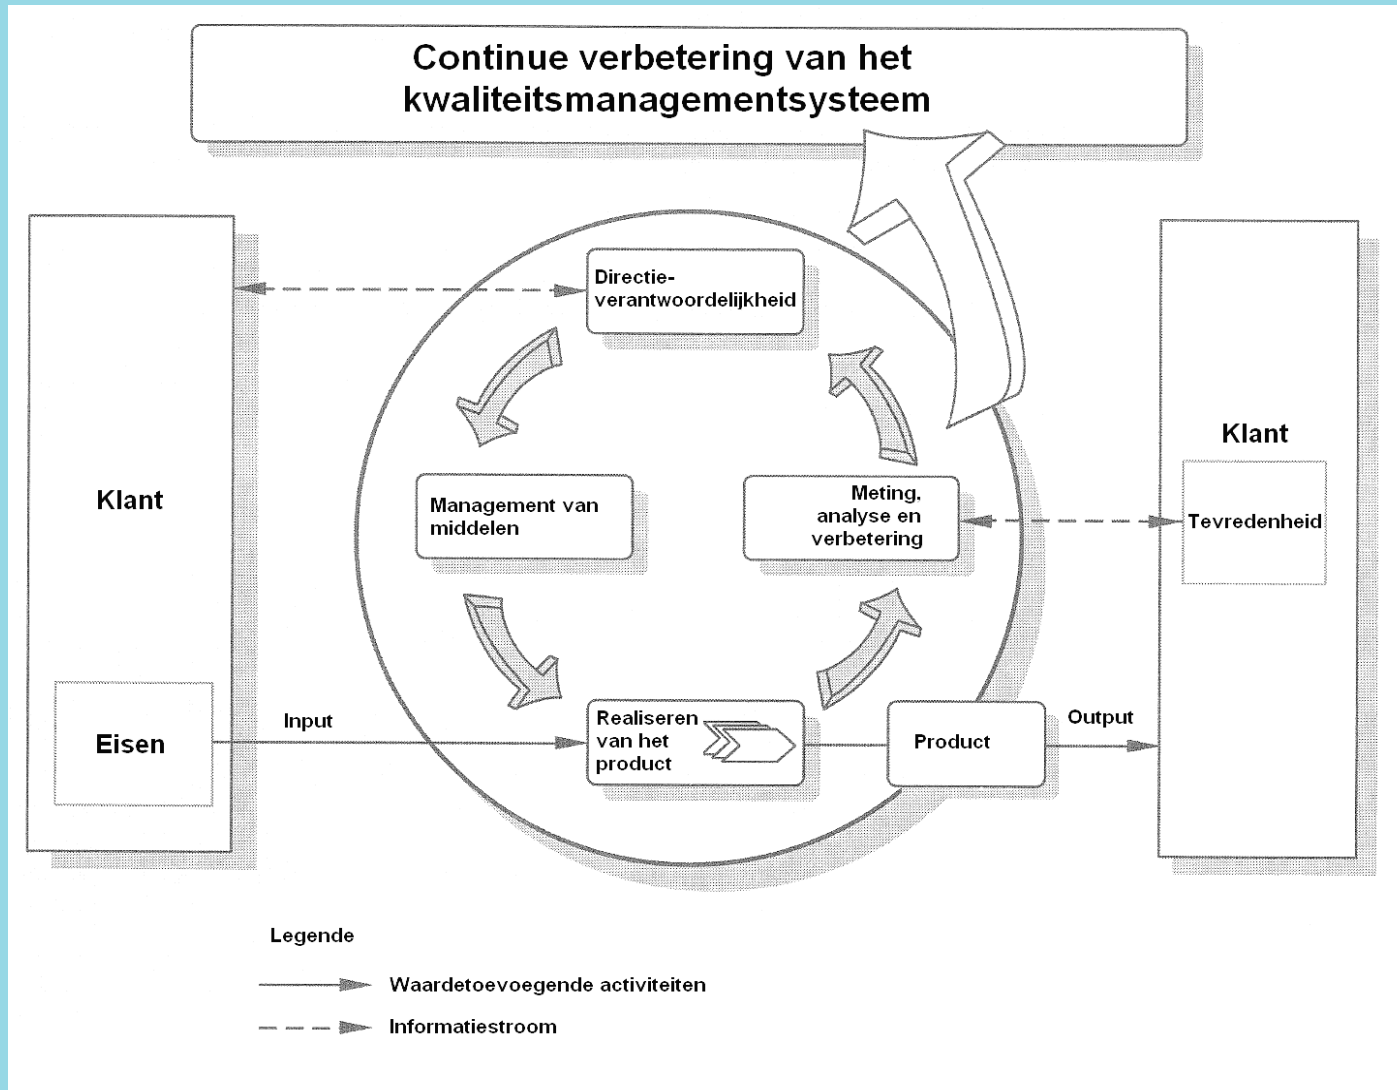 Continue verbetering van het
kwaliteitsmanagementsysteem
Directie-
verantwoordelijkheid
Klant
Management van
middelen
Meting,
analyse en
verbetering
Klant
Tevredenheid
Eisen
Input
Realiseren
van het
product
Product
Output
Legende
Waardetoevoegende activiteiten
Informatiestroom